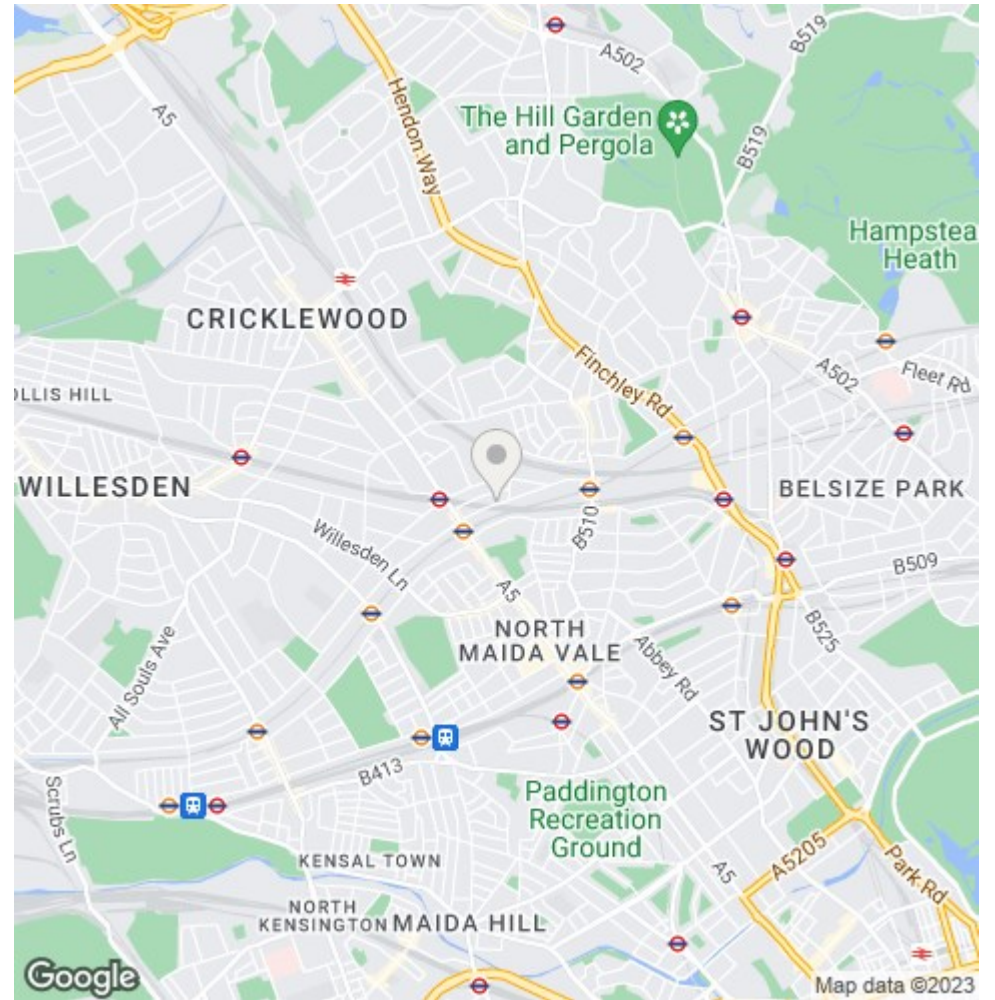 A502
B519
A5
Hendon Way
The Hill Garden
and Pergola
B519
Hampstea
Heath
CRICKLEWOOD
Finchley Rd
A502
Fleet Rd
OLLIS HILL
WILLESDEN
BELSIZE PARK
B510
Willesden Ln
A5
B509
NORTH
MAIDA VALE
Abbey Rd
B525
All Souls Ave
ST JOHN'S
WOOD
B413
Scrubs Ln
Paddington
Recreation
Ground
A5205
Park Rd
KENSAL TOWN
A5
NORTH
KENSINGTON
MAIDA HILL
Google
Map data ©2023